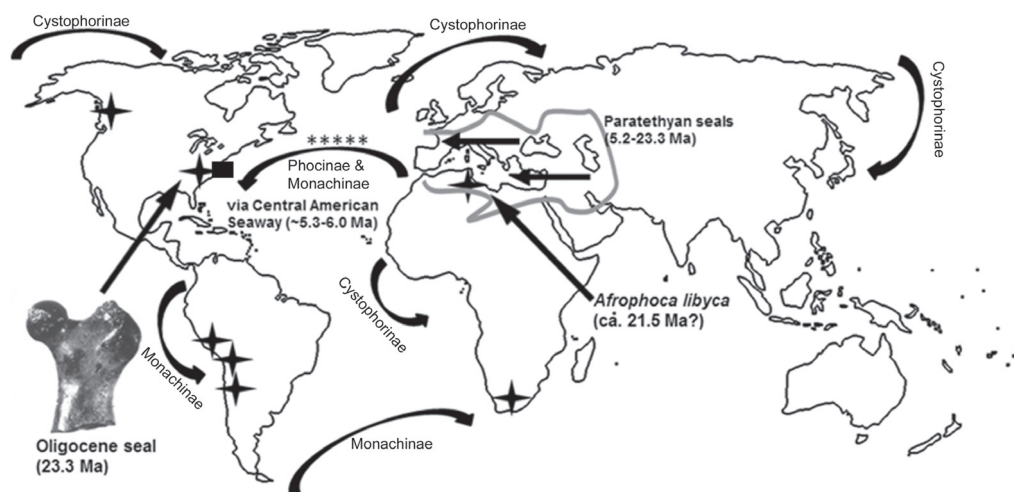 Cystophorinae
Cystophorinae
Cystophorinae
Paratethyan seals
(5.2-23.3 Ma)
*****
Phocinae &
Monachinae
via Central American
Seaway (~5.3-6.0 Ma)
Cystophorinae
Afrophoca libyca
(ca. 21.5 Ma?)
Monachinae
Oligocene seal
(23.3 Ma)
Monachinae